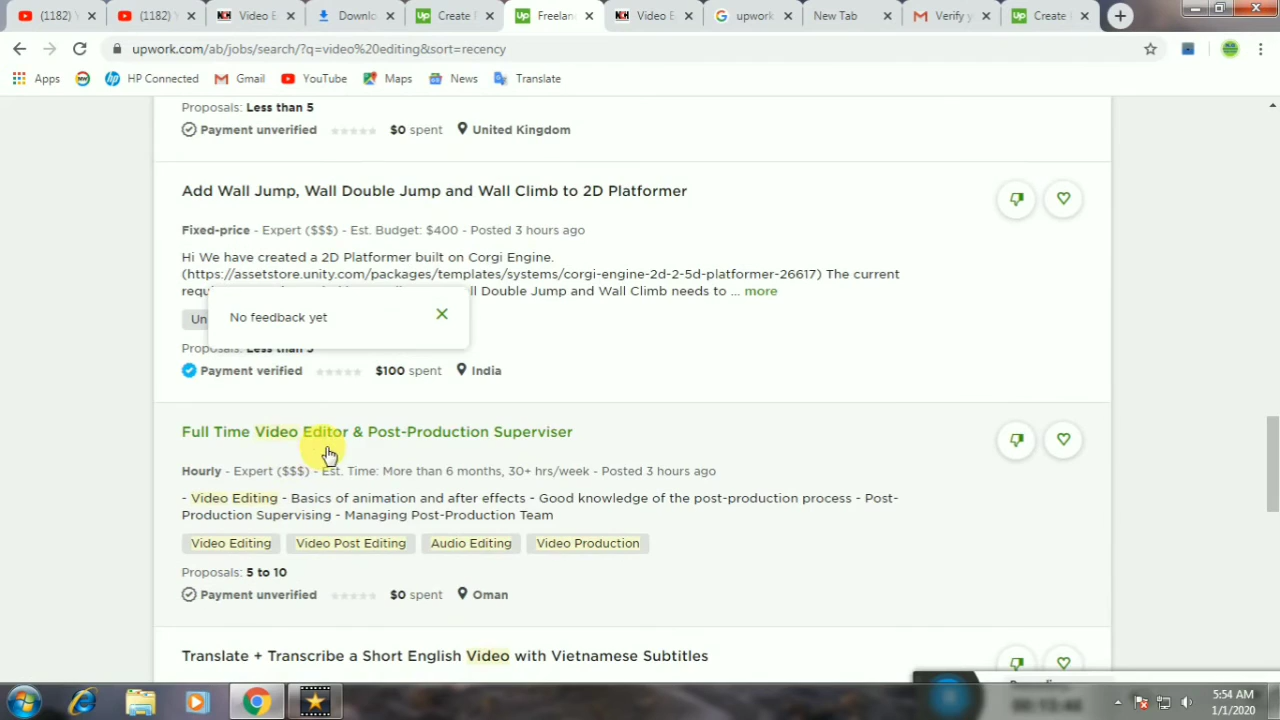 (1182) Y
(1182) Y
Video E
Downlo
Create P
Freelan
Video E
upwork
New Tab
Verify y
Create
upwork.com/ab/jobs/search/?q=video%20editing&sort=recency
Apps
HP Connected
Gmail
YouTube
Maps
News
Translate
Proposals: Less than 5
Payment unverified $0 spent United Kingdom
Add Wall Jump, Wall Double Jump and Wall Climb to 2D Platformer
Fixed-price - Expert ($$$) - Est. Budget: $400 - Posted 3 hours ago
Hi We have created a 2D Platformer built on Corgi Engine.
(https://assetstore.unity.com/packages/templates/systems/corgi-engine-2d-2-5d-platformer-26617) The current
requ ll Double Jump and Wall Climb needs to ... more
No feedback yet
Un
Proposals: Less than 5
Payment verified $100 spent India
Full Time Video Editor & Post-Production Superviser
Hourly - Expert ($$$) - Est. Time: More than 6 months, 30+ hrs/week - Posted 3 hours ago
- Video Editing - Basics of animation and after effects - Good knowledge of the post-production process - Post-
Production Supervising - Managing Post-Production Team
Video Editing Video Post Editing Audio Editing Video Production
Proposals: 5 to 10
Payment unverified $0 spent Oman
Translate + Transcribe a Short English Video with Vietnamese Subtitles
5:54 AM
1/1/2020